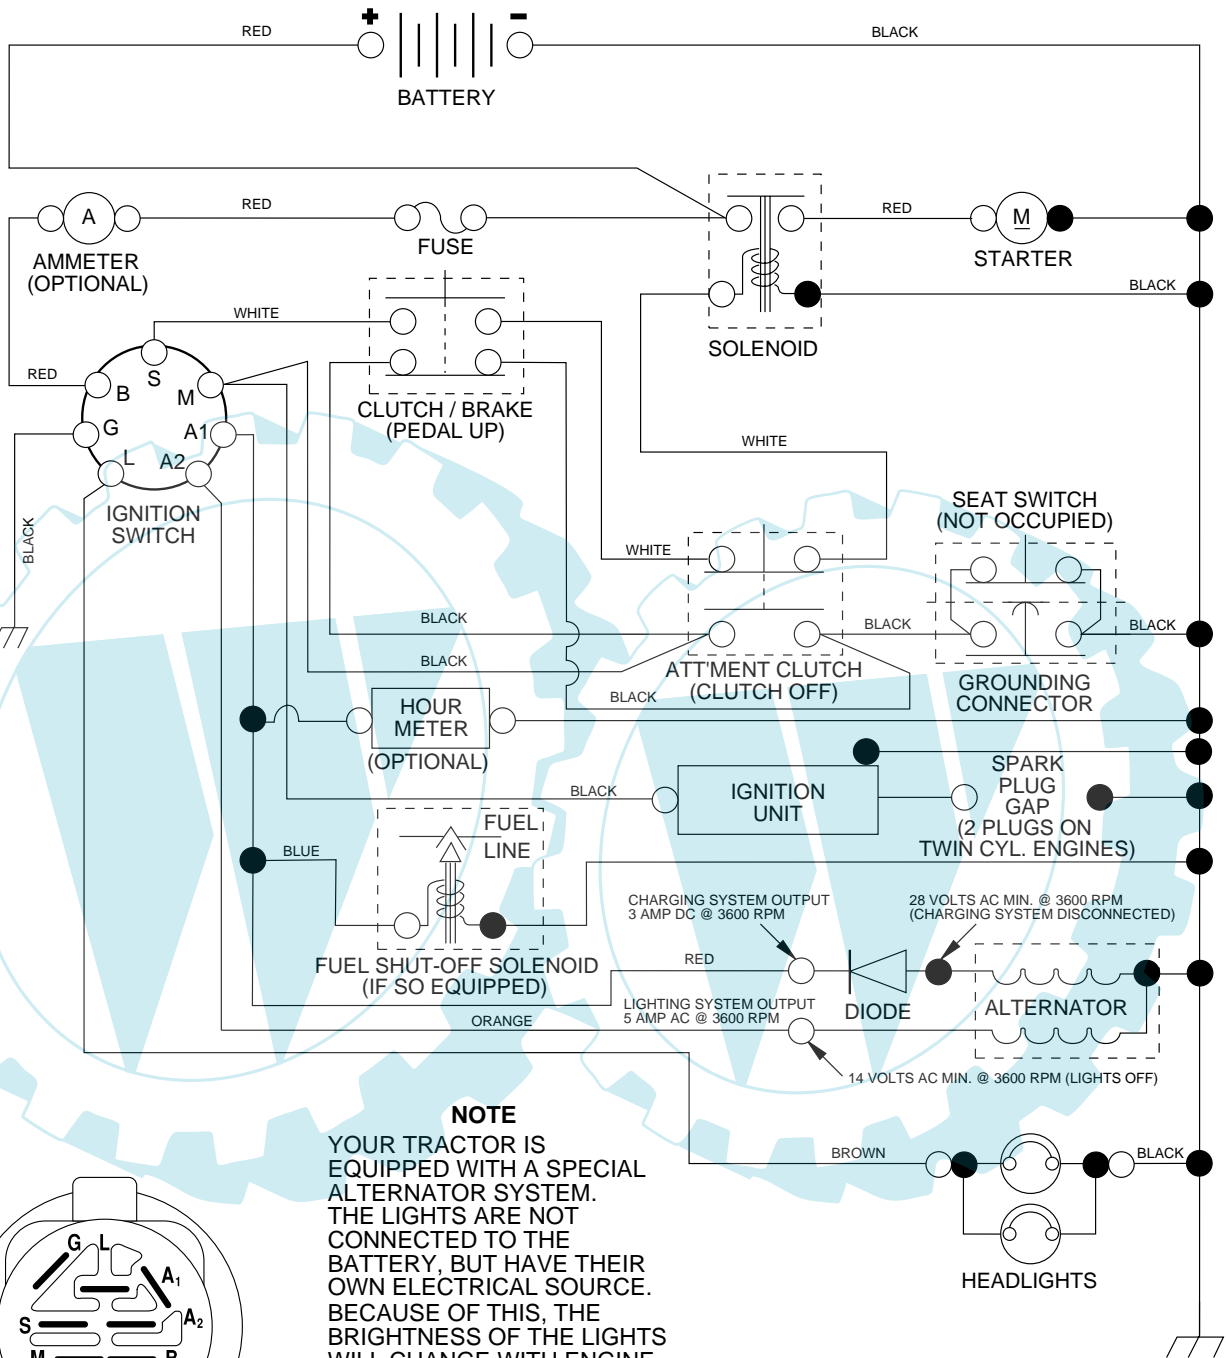 + -
RED
BLACK
BATTERY
RED
RED
A
M
FUSE
AMMETER
(OPTIONAL)
STARTER
WHITE
BLACK
SOLENOID
RED
S
B
M
CLUTCH / BRAKE
(PEDAL UP)
G
A1
L
A2
WHITE
IGNITION
SWITCH
BLACK
SEAT SWITCH
(NOT OCCUPIED)
WHITE
BLACK
BLACK
BLACK
BLACK
ATT'MENT CLUTCH
(CLUTCH OFF)
GROUNDING
CONNECTOR
BLACK
HOUR
METER
(OPTIONAL)
BLACK
IGNITION
UNIT
SPARK
PLUG
GAP
(2 PLUGS ON
TWIN CYL. ENGINES)
FUEL
LINE
BLUE
CHARGING SYSTEM OUTPUT
3 AMP DC @ 3600 RPM
28 VOLTS AC MIN. @ 3600 RPM
(CHARGING SYSTEM DISCONNECTED)
FUEL SHUT-OFF SOLENOID
(IF SO EQUIPPED)
RED
DIODE
ALTERNATOR
LIGHTING SYSTEM OUTPUT
5 AMP AC @ 3600 RPM
ORANGE
14 VOLTS AC MIN. @ 3600 RPM (LIGHTS OFF)
NOTE
YOUR TRACTOR IS
EQUIPPED WITH A SPECIAL
ALTERNATOR SYSTEM.
THE LIGHTS ARE NOT
CONNECTED TO THE
BATTERY, BUT HAVE THEIR
OWN ELECTRICAL SOURCE.
BECAUSE OF THIS, THE
BRIGHTNESS OF THE LIGHTS
WILL CHANGE WITH ENGINE
BROWN
BLACK
HEADLIGHTS
G L
A1
S
A2
M
B